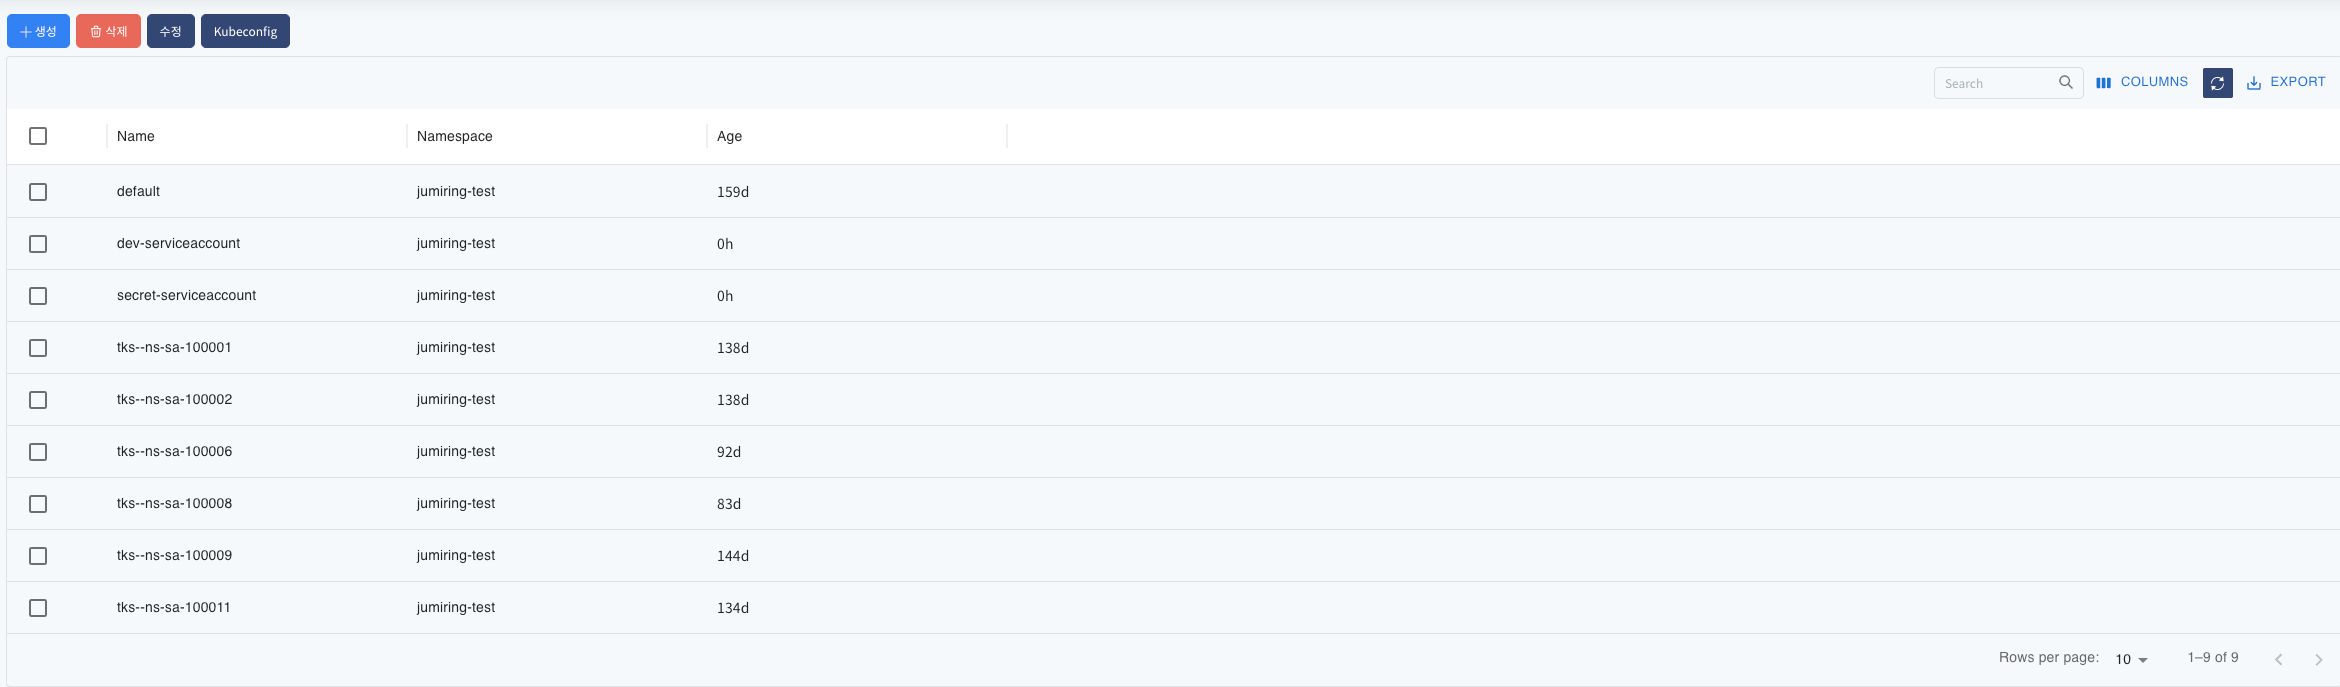 생성 삭제 수정 Kubeconfig
Search COLUMNS EXPORT
Name Namespace Age
default jumiring-test 159d
dev-serviceaccount jumiring-test 0h
secret-serviceaccount jumiring-test 0h
tks--ns-sa-100001 jumiring-test 138d
tks--ns-sa-100002 jumiring-test 138d
tks--ns-sa-100006 jumiring-test 92d
tks--ns-sa-100008 jumiring-test 83d
tks--ns-sa-100009 jumiring-test 144d
tks--ns-sa-100011 jumiring-test 134d
Rows per page: 10 1–9 of 9